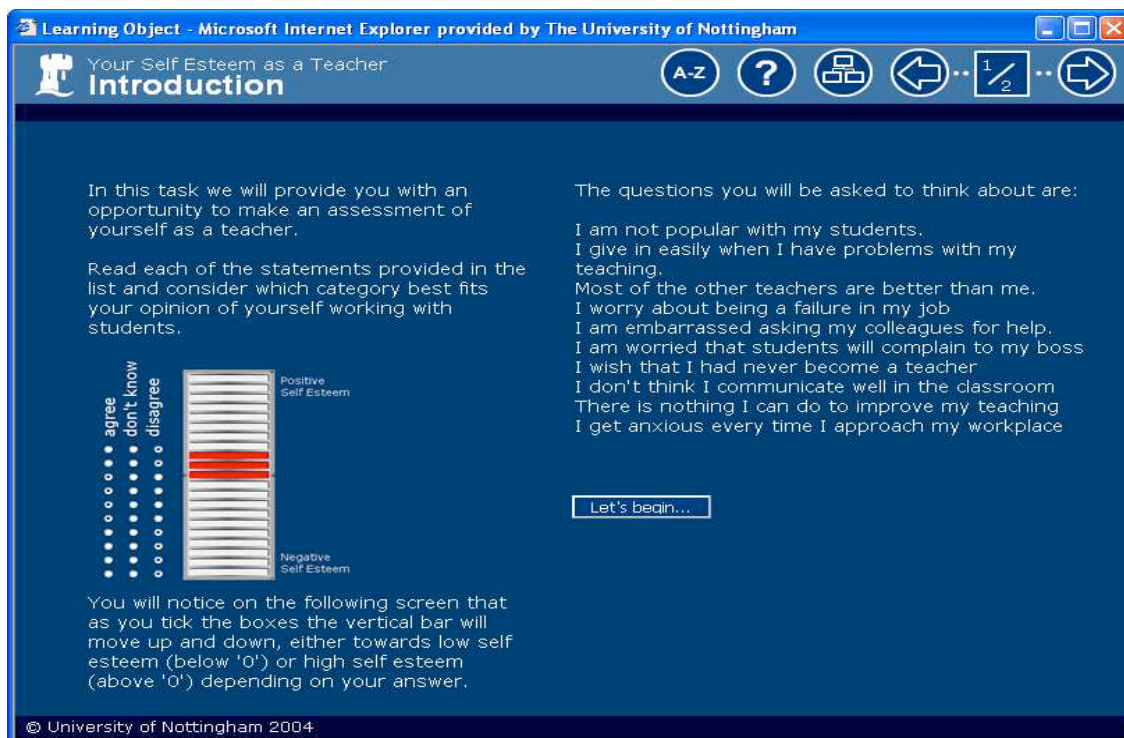 Learning Object - Microsoft Internet Explorer provided by The University of Nottingham
Your Self Esteem as a Teacher
Introduction
A-Z
?
1/2
In this task we will provide you with an
opportunity to make an assessment of
yourself as a teacher.
Read each of the statements provided in the
list and consider which category best fits
your opinion of yourself working with
students.
agree
don't know
disagree
Positive
Self Esteem
Negative
Self Esteem
You will notice on the following screen that
as you tick the boxes the vertical bar will
move up and down, either towards low self
esteem (below '0') or high self esteem
(above '0') depending on your answer.
The questions you will be asked to think about are:
I am not popular with my students.
I give in easily when I have problems with my
teaching.
Most of the other teachers are better than me.
I worry about being a failure in my job
I am embarrassed asking my colleagues for help.
I am worried that students will complain to my boss
I wish that I had never become a teacher
I don't think I communicate well in the classroom
There is nothing I can do to improve my teaching
I get anxious every time I approach my workplace
Let's begin...
© University of Nottingham 2004